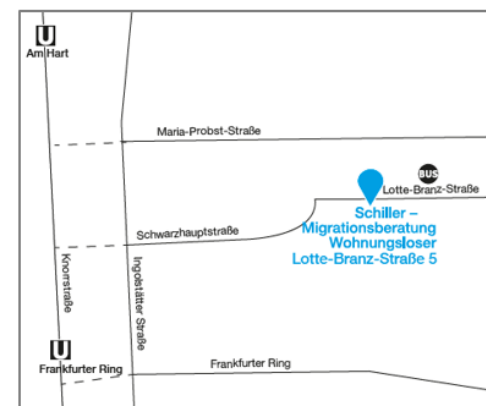 U
Am Hart
Maria-Probst-Straße
BUS
Lotte-Branz-Straße
Schiller –
Migrationsberatung
Wohnungsloser
Lotte-Branz-Straße 5
Schwarzhauptstraße
Knorrstraße
Ingolstätter Straße
U
Frankfurter Ring
Frankfurter Ring